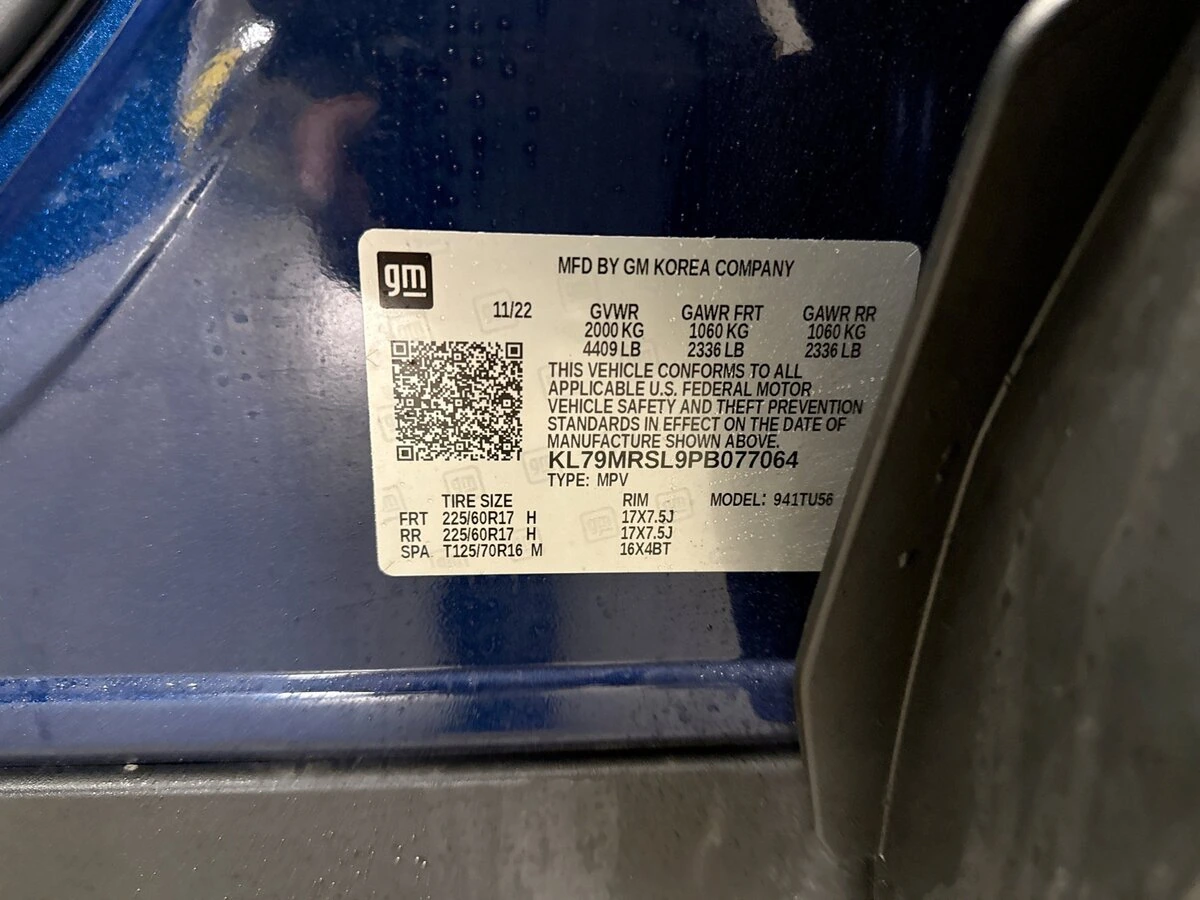 gm
MFD BY GM KOREA COMPANY
11/22 GVWR GAWR FRT GAWR RR
2000 KG 1060 KG 1060 KG
4409 LB 2336 LB 2336 LB
THIS VEHICLE CONFORMS TO ALL
APPLICABLE U.S. FEDERAL MOTOR
VEHICLE SAFETY AND THEFT PREVENTION
STANDARDS IN EFFECT ON THE DATE OF
MANUFACTURE SHOWN ABOVE.
KL79MRSL9PB077064
TYPE: MPV
TIRE SIZE RIM MODEL: 941TU56
FRT 225/60R17 H 17X7.5J
RR 225/60R17 H 17X7.5J
SPA T125/70R16 M 16X4BT